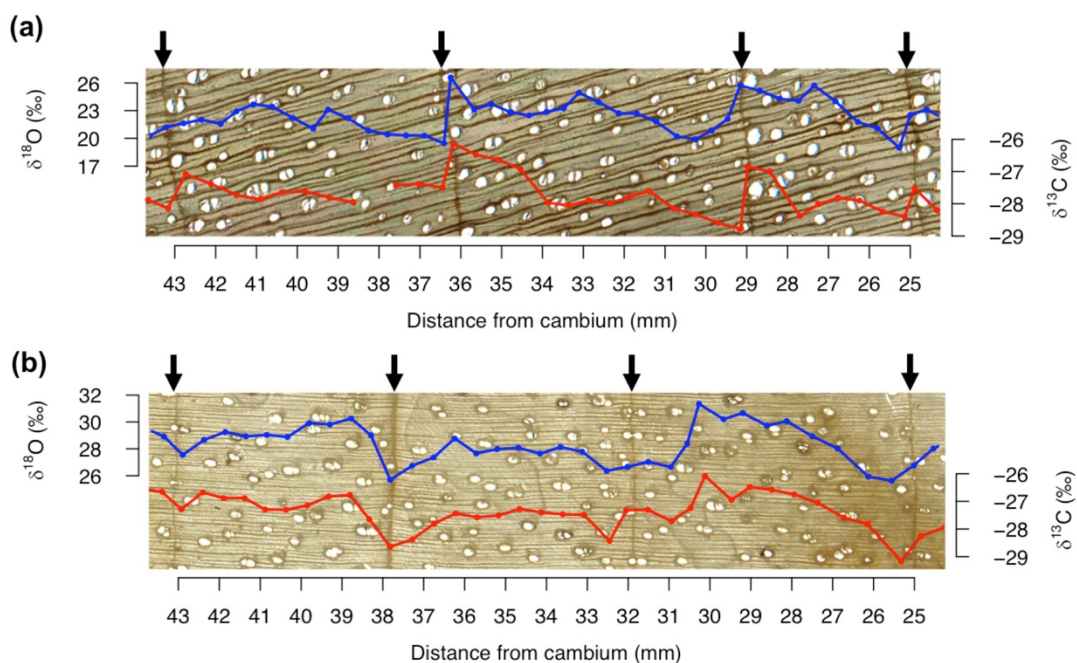 (a)
26
23
20
17
δ18O (‰)
−26
−27
−28
−29
δ13C (‰)
43 42 41 40 39 38 37 36 35 34 33 32 31 30 29 28 27 26 25
Distance from cambium (mm)
(b)
32
30
28
26
δ18O (‰)
−26
−27
−28
−29
δ13C (‰)
43 42 41 40 39 38 37 36 35 34 33 32 31 30 29 28 27 26 25
Distance from cambium (mm)